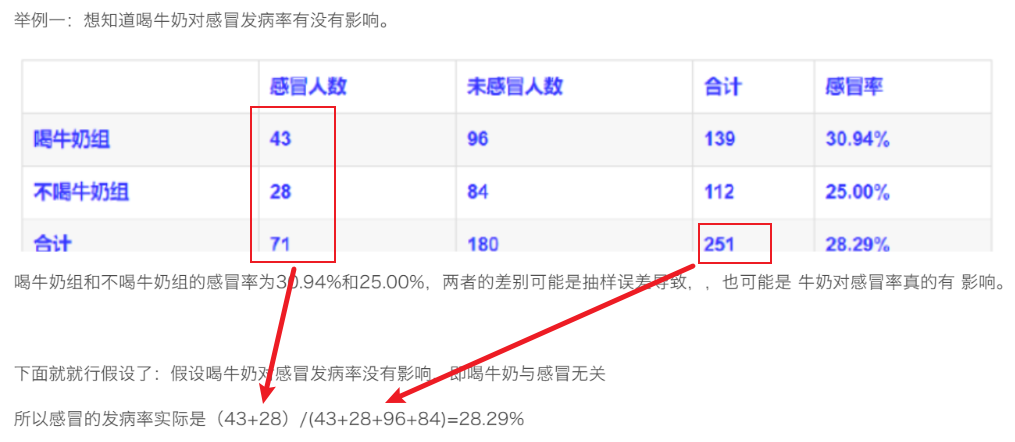 举例一：想知道喝牛奶对感冒发病率有没有影响。
感冒人数 未感冒人数 合计 感冒率
喝牛奶组 43 96 139 30.94%
不喝牛奶组 28 84 112 25.00%
合计 71 180 251 28.29%
喝牛奶组和不喝牛奶组的感冒率为30.94%和25.00%，两者的差别可能是抽样误差导致，，也可能是 牛奶对感冒率真的有 影响。
下面就就行假设了：假设喝牛奶对感冒发病率没有影响，即喝牛奶与感冒无关
所以感冒的发病率实际是（43+28）/(43+28+96+84)=28.29%